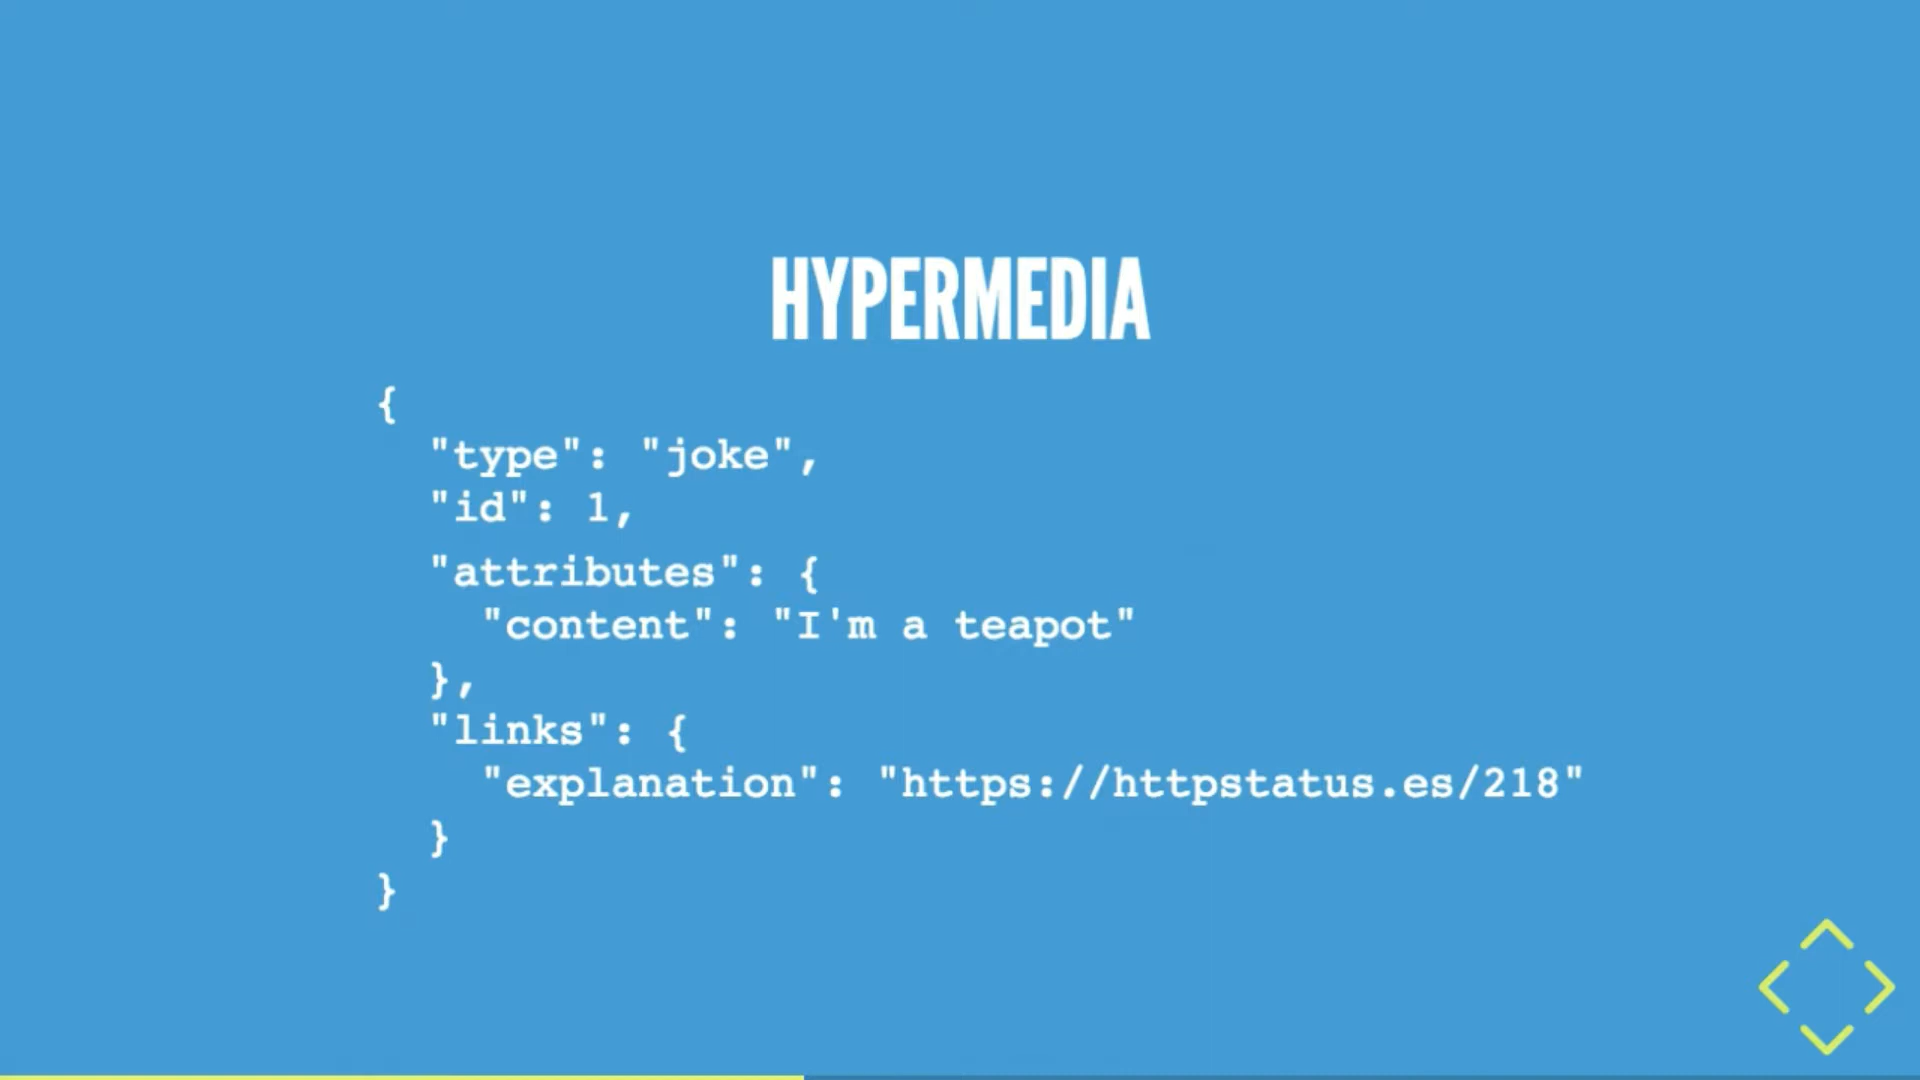 HYPERMEDIA
{
  "type": "joke",
  "id": 1,
  "attributes": {
    "content": "I'm a teapot"
  },
  "links": {
    "explanation": "https://httpstatus.es/218"
  }
}